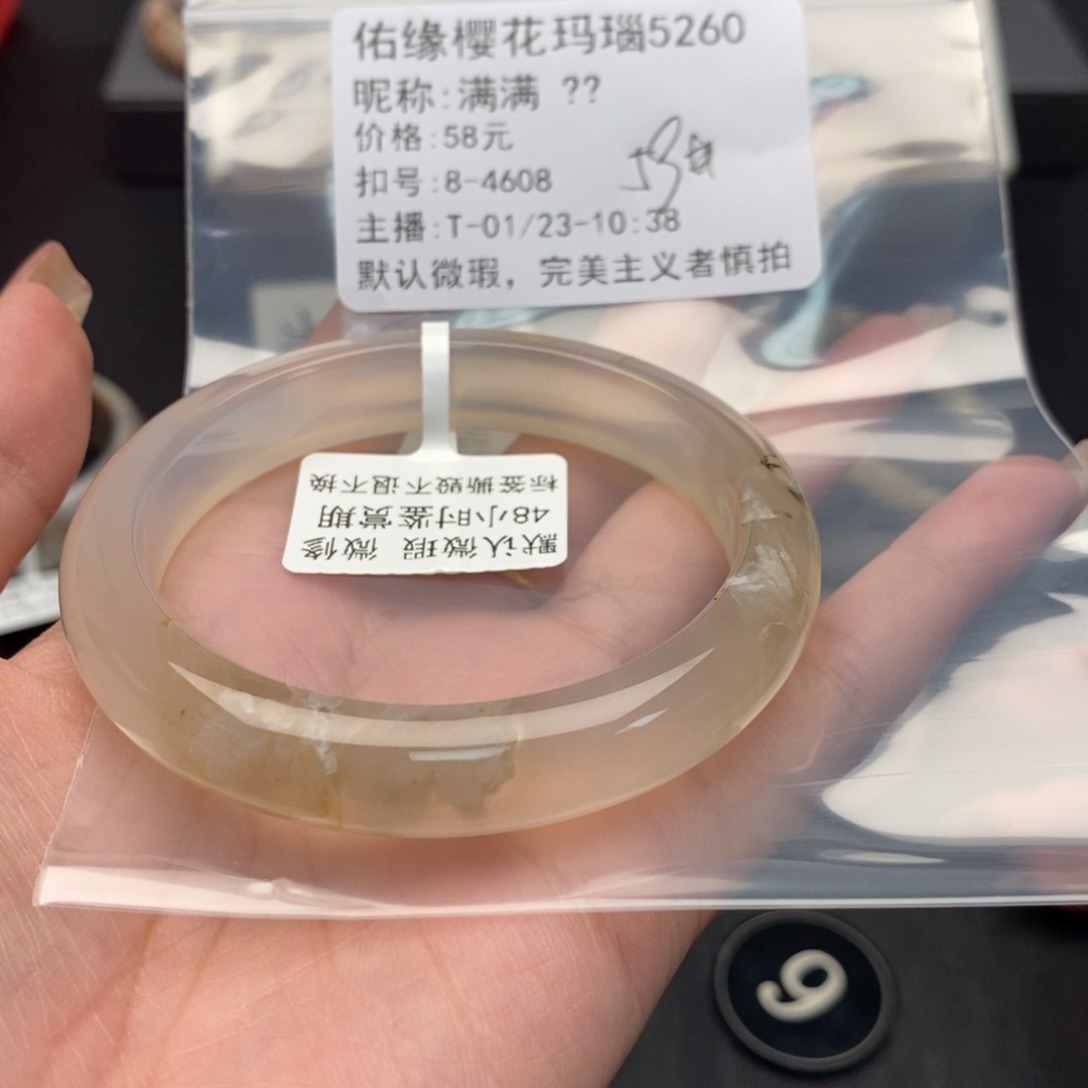 佑缘樱花玛瑙5260
昵称:满满 ??
价格:58元
扣号:8-4608
主播:T-01/23-10:38
默认微瑕，完美主义者慎拍
默认微瑕 微修
48小时鉴赏期
标签撕毁不退不换
9